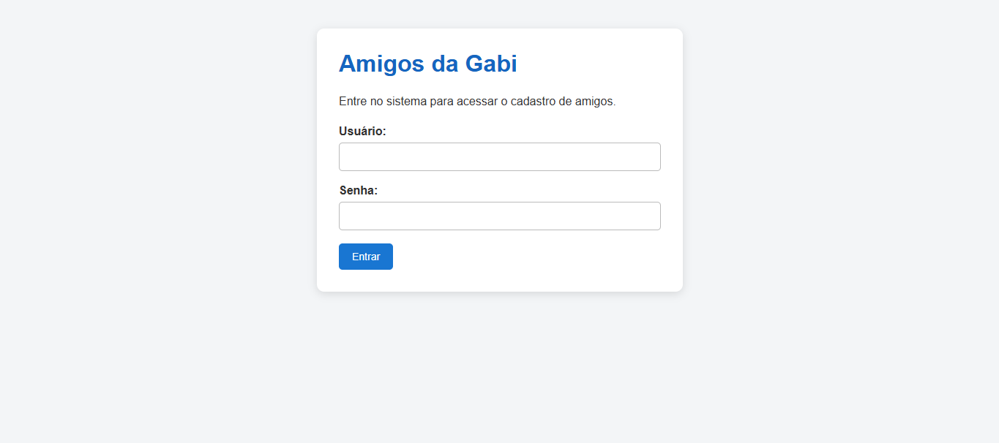 Amigos da Gabi
Entre no sistema para acessar o cadastro de amigos.
Usuário:
Senha:
Entrar